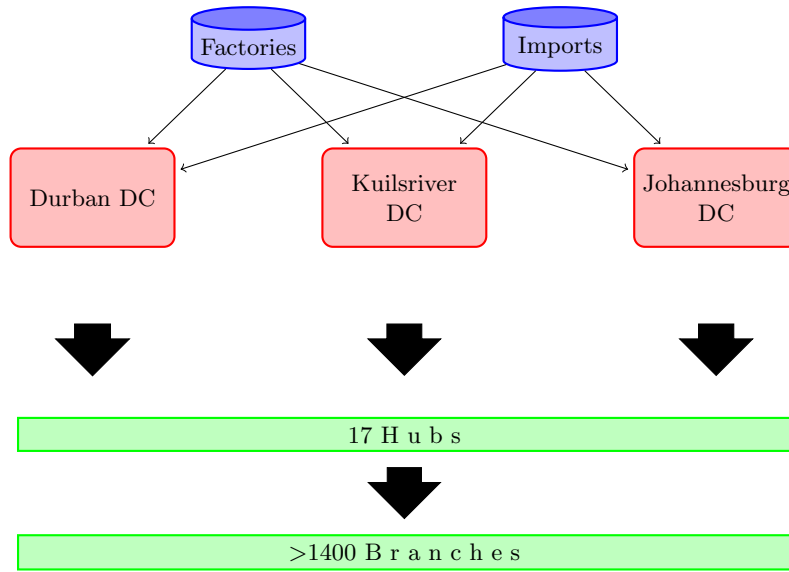 Factories
Imports
Durban DC
Kuilsriver
DC
Johannesburg
DC
17 H u b s
>1400 B r a n c h e s